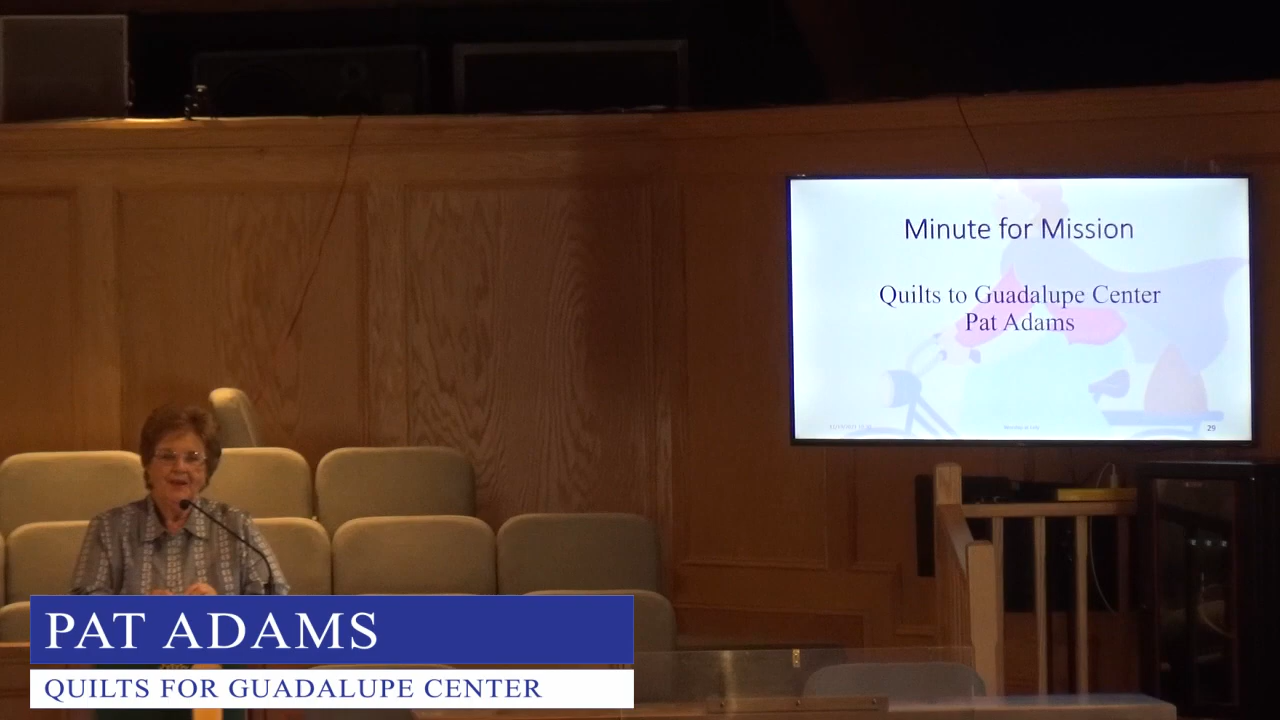 Minute for Mission
Quilts to Guadalupe Center
Pat Adams
29
PAT ADAMS
QUILTS FOR GUADALUPE CENTER